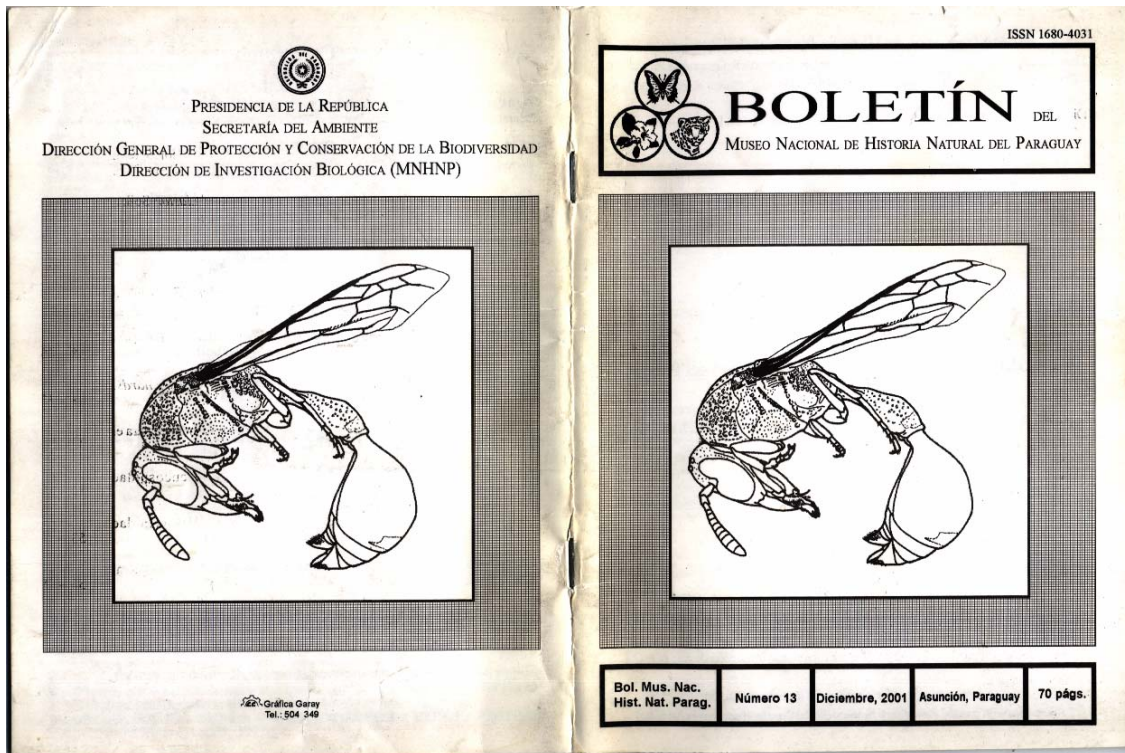 PRESIDENCIA DE LA REPÚBLICA
SECRETARÍA DEL AMBIENTE
DIRECCIÓN GENERAL DE PROTECCIÓN Y CONSERVACIÓN DE LA BIODIVERSIDAD
DIRECCIÓN DE INVESTIGACIÓN BIOLÓGICA (MNHNP)
Gráfica Garay
Tel.: 504 349
ISSN 1680-4031
BOLETÍN DEL
MUSEO NACIONAL DE HISTORIA NATURAL DEL PARAGUAY
Bol. Mus. Nac.
Hist. Nat. Parag.
Número 13
Diciembre, 2001
Asunción, Paraguay
70 págs.